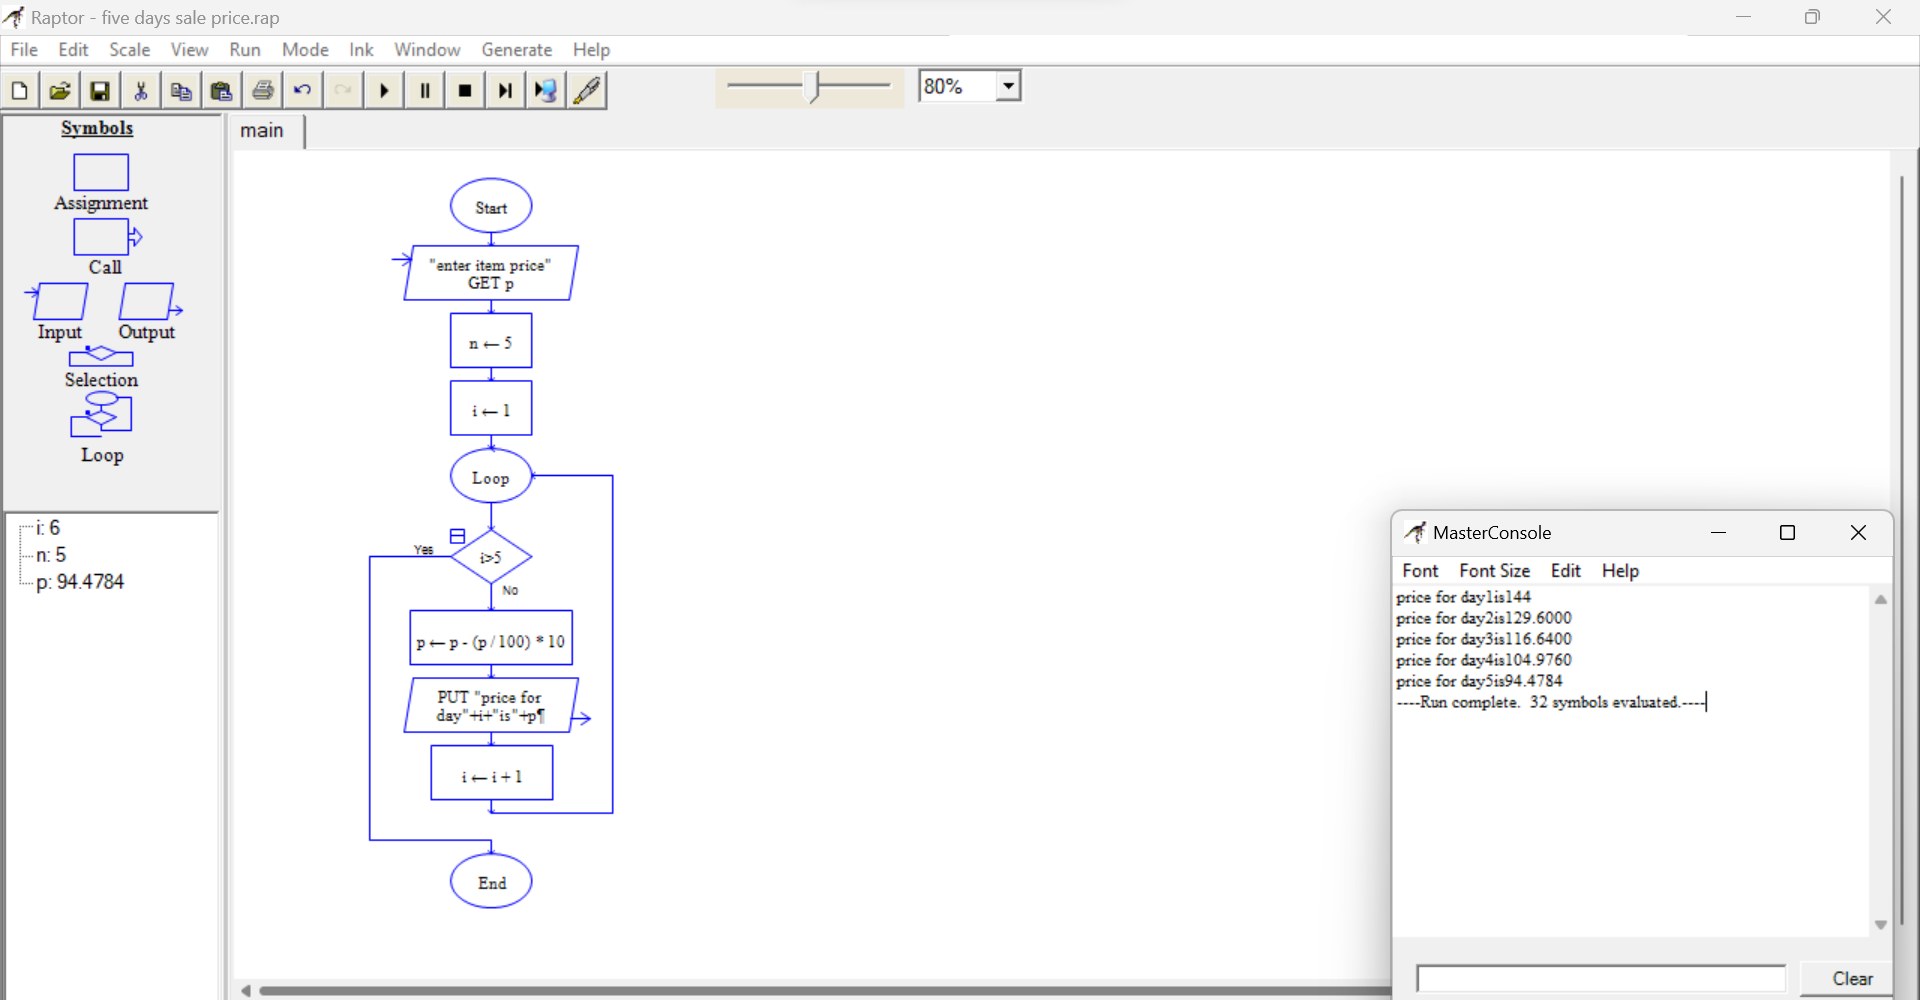 Raptor - five days sale price.rap
File Edit Scale View Run Mode Ink Window Generate Help
80%
Symbols
Assignment
Call
Input Output
Selection
Loop
i: 6
n: 5
p: 94.4784
main
Start
"enter item price"
GET p
n ← 5
i ← 1
Loop
Yes
i>5
No
p ← p - (p / 100) * 10
PUT "price for
day"+i+"is"+p¶
i ← i + 1
End
MasterConsole
Font Font Size Edit Help
price for day1is144
price for day2is129.6000
price for day3is116.6400
price for day4is104.9760
price for day5is94.4784
----Run complete. 32 symbols evaluated.----
Clear